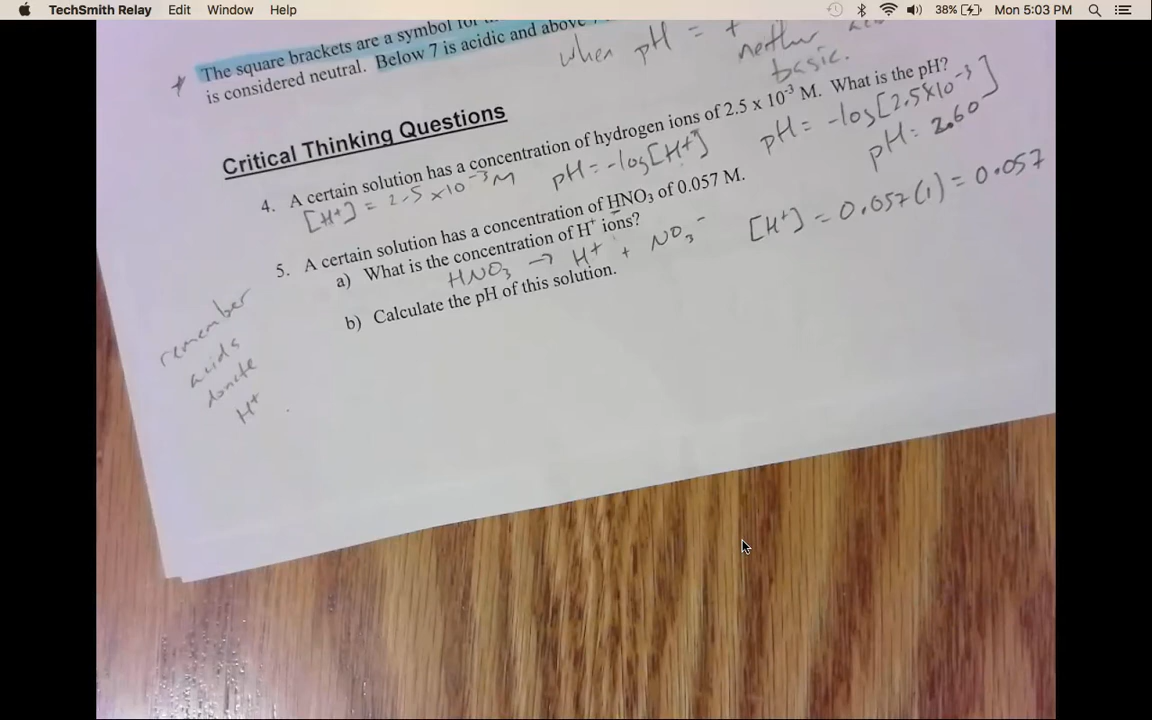 TechSmith Relay Edit Window Help 38% Mon 5:03 PM
The square brackets are a symbol for
is considered neutral. Below 7 is acidic and above
when pH =
neither
basic.
Critical Thinking Questions
4. A certain solution has a concentration of hydrogen ions of 2.5 x 10-3 M. What is the pH?
[H+] = 2.5 x 10-3 M pH = -log[H+] pH = -log[2.5x10-3]
pH = 2.60
5. A certain solution has a concentration of HNO3 of 0.057 M.
a) What is the concentration of H+ ions?
HNO3 → H+ + NO3- [H+] = 0.057(1) = 0.057
b) Calculate the pH of this solution.
remember
acids
donate
H+